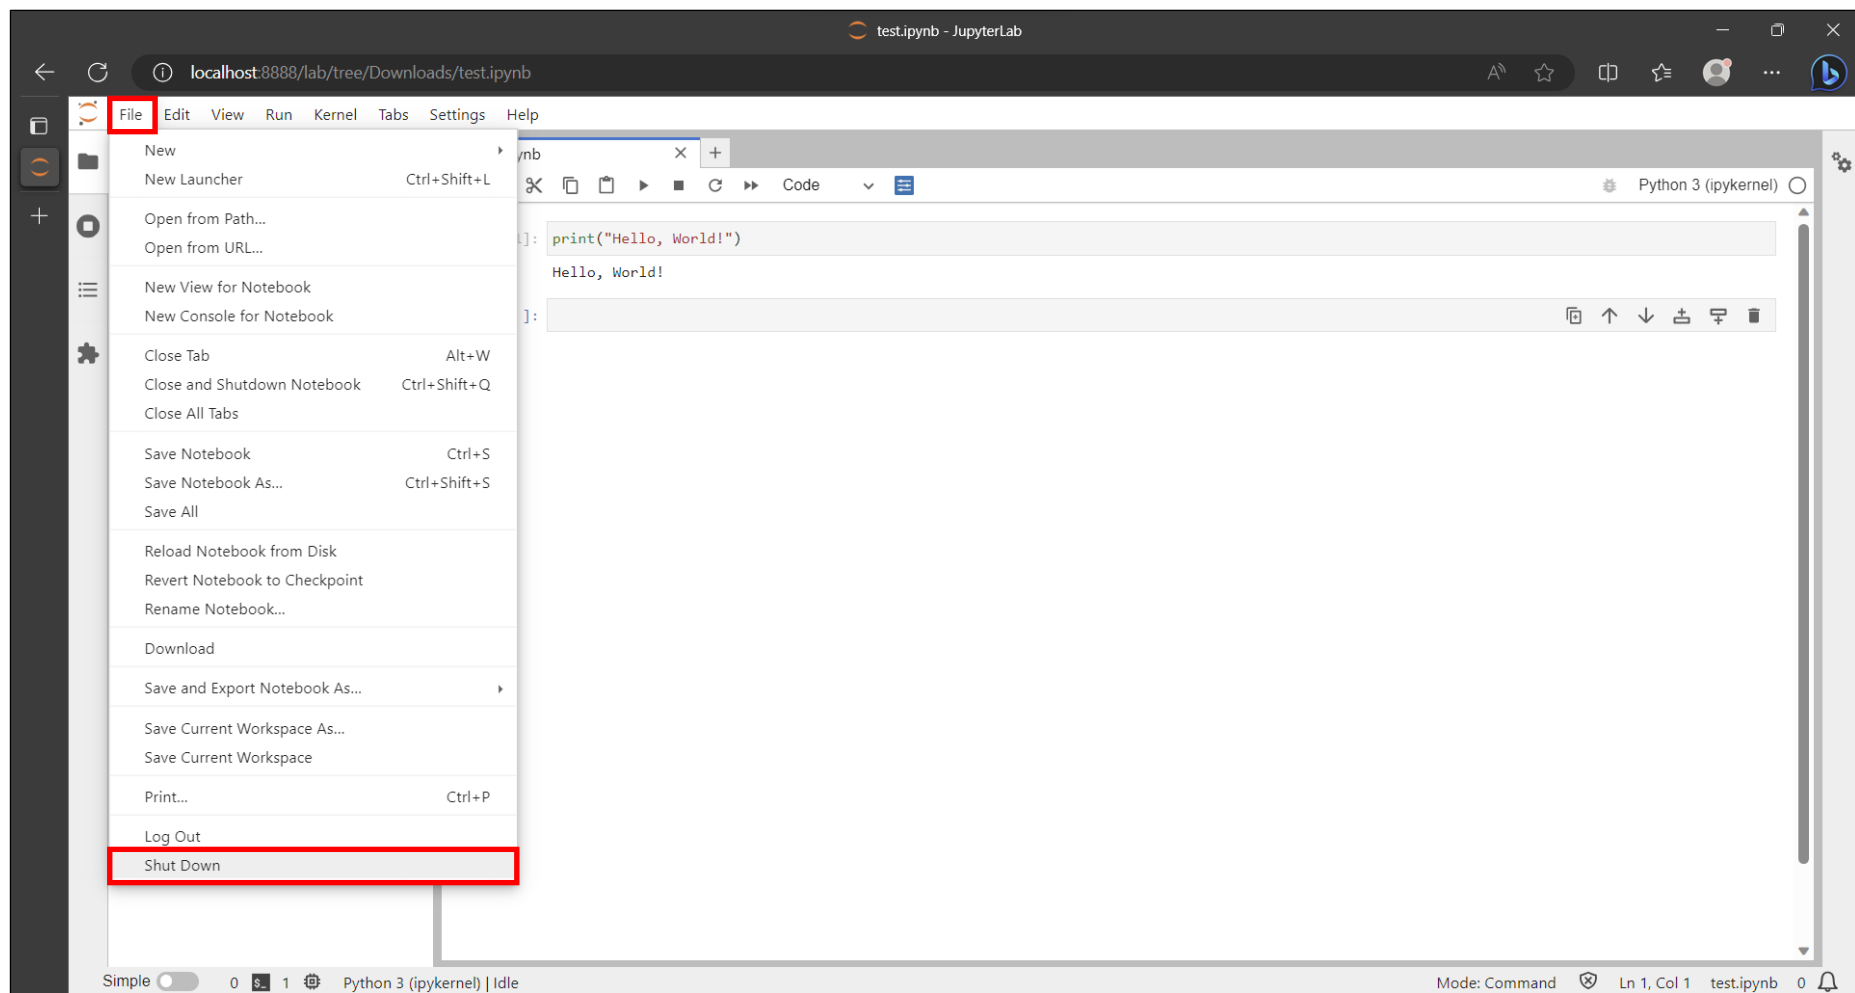 test.ipynb - JupyterLab
localhost:8888/lab/tree/Downloads/test.ipynb
File Edit View Run Kernel Tabs Settings Help
New
New Launcher Ctrl+Shift+L
Open from Path...
Open from URL...
New View for Notebook
New Console for Notebook
Close Tab Alt+W
Close and Shutdown Notebook Ctrl+Shift+Q
Close All Tabs
Save Notebook Ctrl+S
Save Notebook As... Ctrl+Shift+S
Save All
Reload Notebook from Disk
Revert Notebook to Checkpoint
Rename Notebook...
Download
Save and Export Notebook As...
Save Current Workspace As...
Save Current Workspace
Print... Ctrl+P
Log Out
Shut Down
ynb
Code Python 3 (ipykernel)
]: print("Hello, World!")
Hello, World!
]:
Simple 0 1 Python 3 (ipykernel) | Idle Mode: Command Ln 1, Col 1 test.ipynb 0